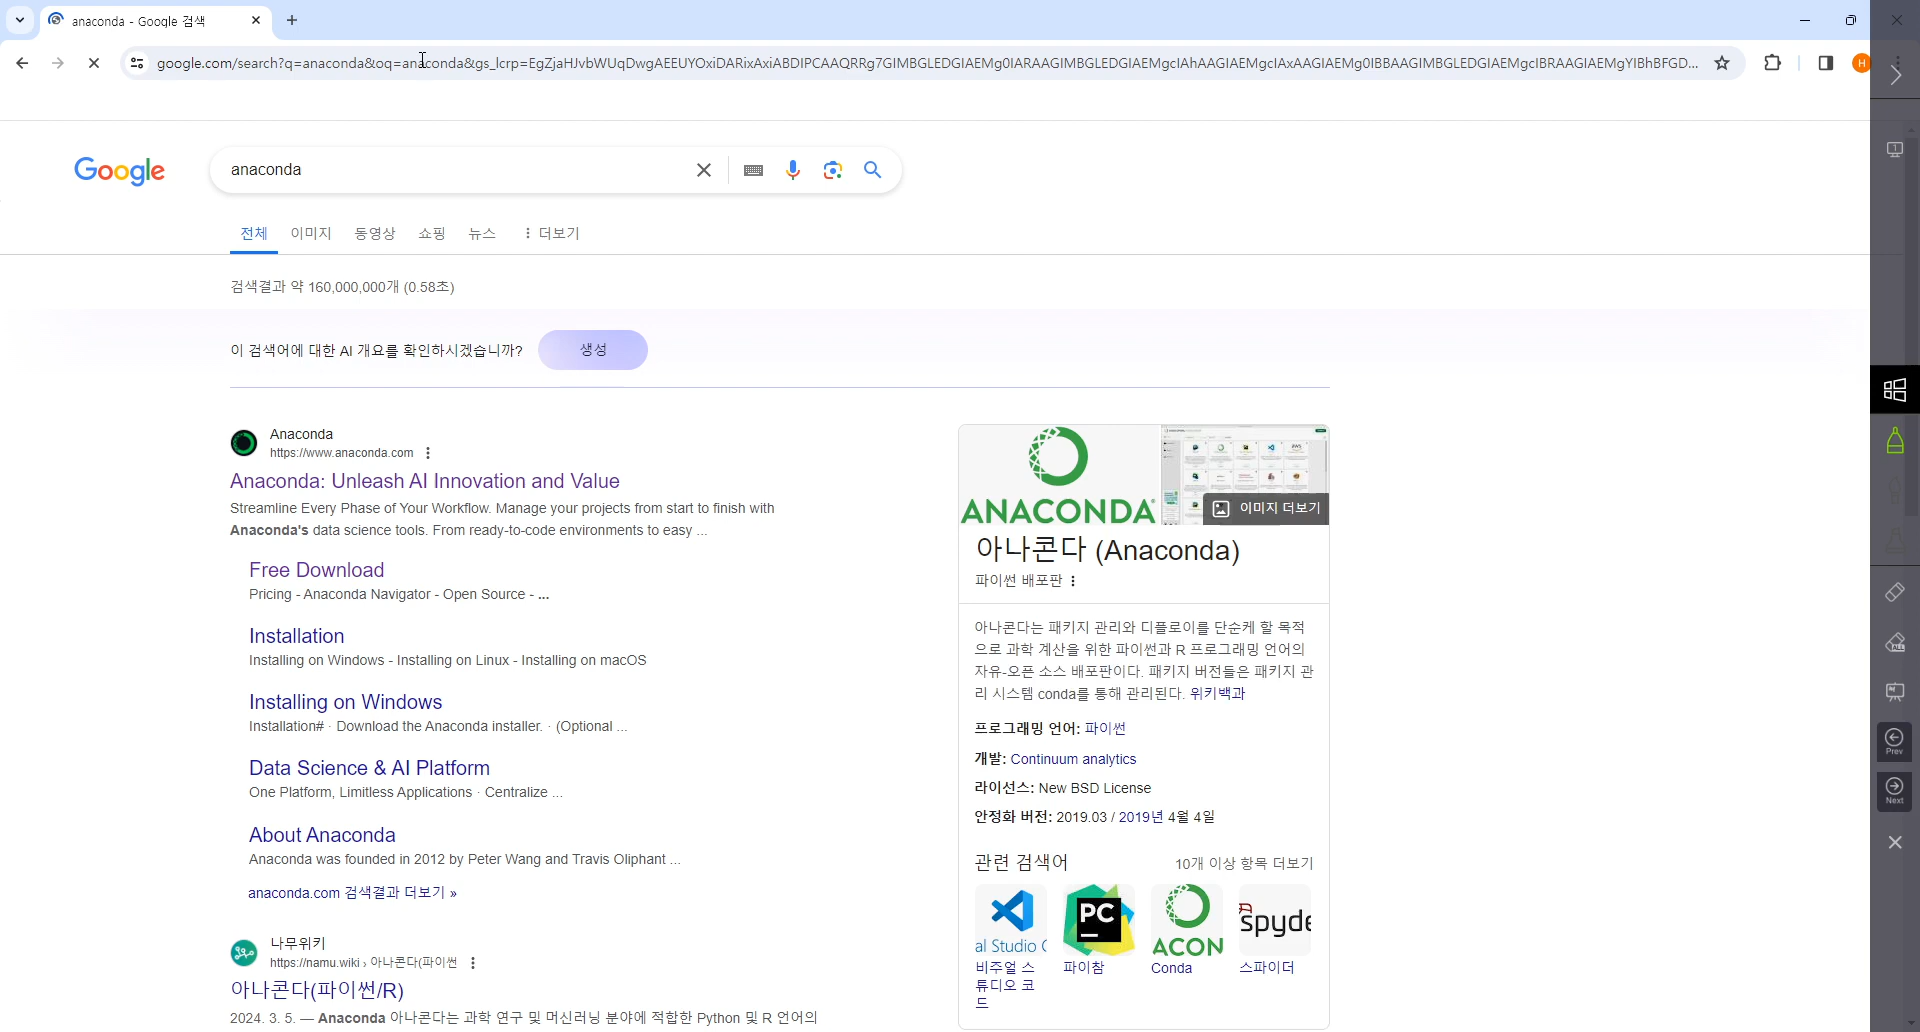 anaconda - Google 검색
google.com/search?q=anaconda&oq=anaconda&gs_lcrp=EgZjaHJvbWUqDwgAEEUYOxiDARixAxiABDIPCAAQRRg7GIMBGLEDGIAEMg0IARAAGIMBGLEDGIAEMgcIAhAAGIAEMgcIAxAAGIAEMg0IBBAAGIMBGLEDGIAEMgcIBRAAGIAEMgYIBhBFGD...
H
Google
anaconda
전체 이미지 동영상 쇼핑 뉴스 더보기
검색결과 약 160,000,000개 (0.58초)
이 검색어에 대한 AI 개요를 확인하시겠습니까? 생성
Anaconda
https://www.anaconda.com
Anaconda: Unleash AI Innovation and Value
Streamline Every Phase of Your Workflow. Manage your projects from start to finish with
Anaconda's data science tools. From ready-to-code environments to easy ...
Free Download
Pricing - Anaconda Navigator - Open Source - ...
Installation
Installing on Windows - Installing on Linux - Installing on macOS
Installing on Windows
Installation# · Download the Anaconda installer. · (Optional ...
Data Science & AI Platform
One Platform, Limitless Applications · Centralize ...
About Anaconda
Anaconda was founded in 2012 by Peter Wang and Travis Oliphant ...
anaconda.com 검색결과 더보기 »
나무위키
https://namu.wiki › 아나콘다(파이썬
아나콘다(파이썬/R)
2024. 3. 5. — Anaconda 아나콘다는 과학 연구 및 머신러닝 분야에 적합한 Python 및 R 언어의
ANACONDA
이미지 더보기
아나콘다 (Anaconda)
파이썬 배포판
아나콘다는 패키지 관리와 디플로이를 단순케 할 목적
으로 과학 계산을 위한 파이썬과 R 프로그래밍 언어의
자유-오픈 소스 배포판이다. 패키지 버전들은 패키지 관
리 시스템 conda를 통해 관리된다. 위키백과
프로그래밍 언어: 파이썬
개발: Continuum analytics
라이선스: New BSD License
안정화 버전: 2019.03 / 2019년 4월 4일
관련 검색어 10개 이상 항목 더보기
al Studio C
PC
ACON
spyde
비주얼 스
튜디오 코
드
파이참
Conda
스파이더
1
Prev
Next